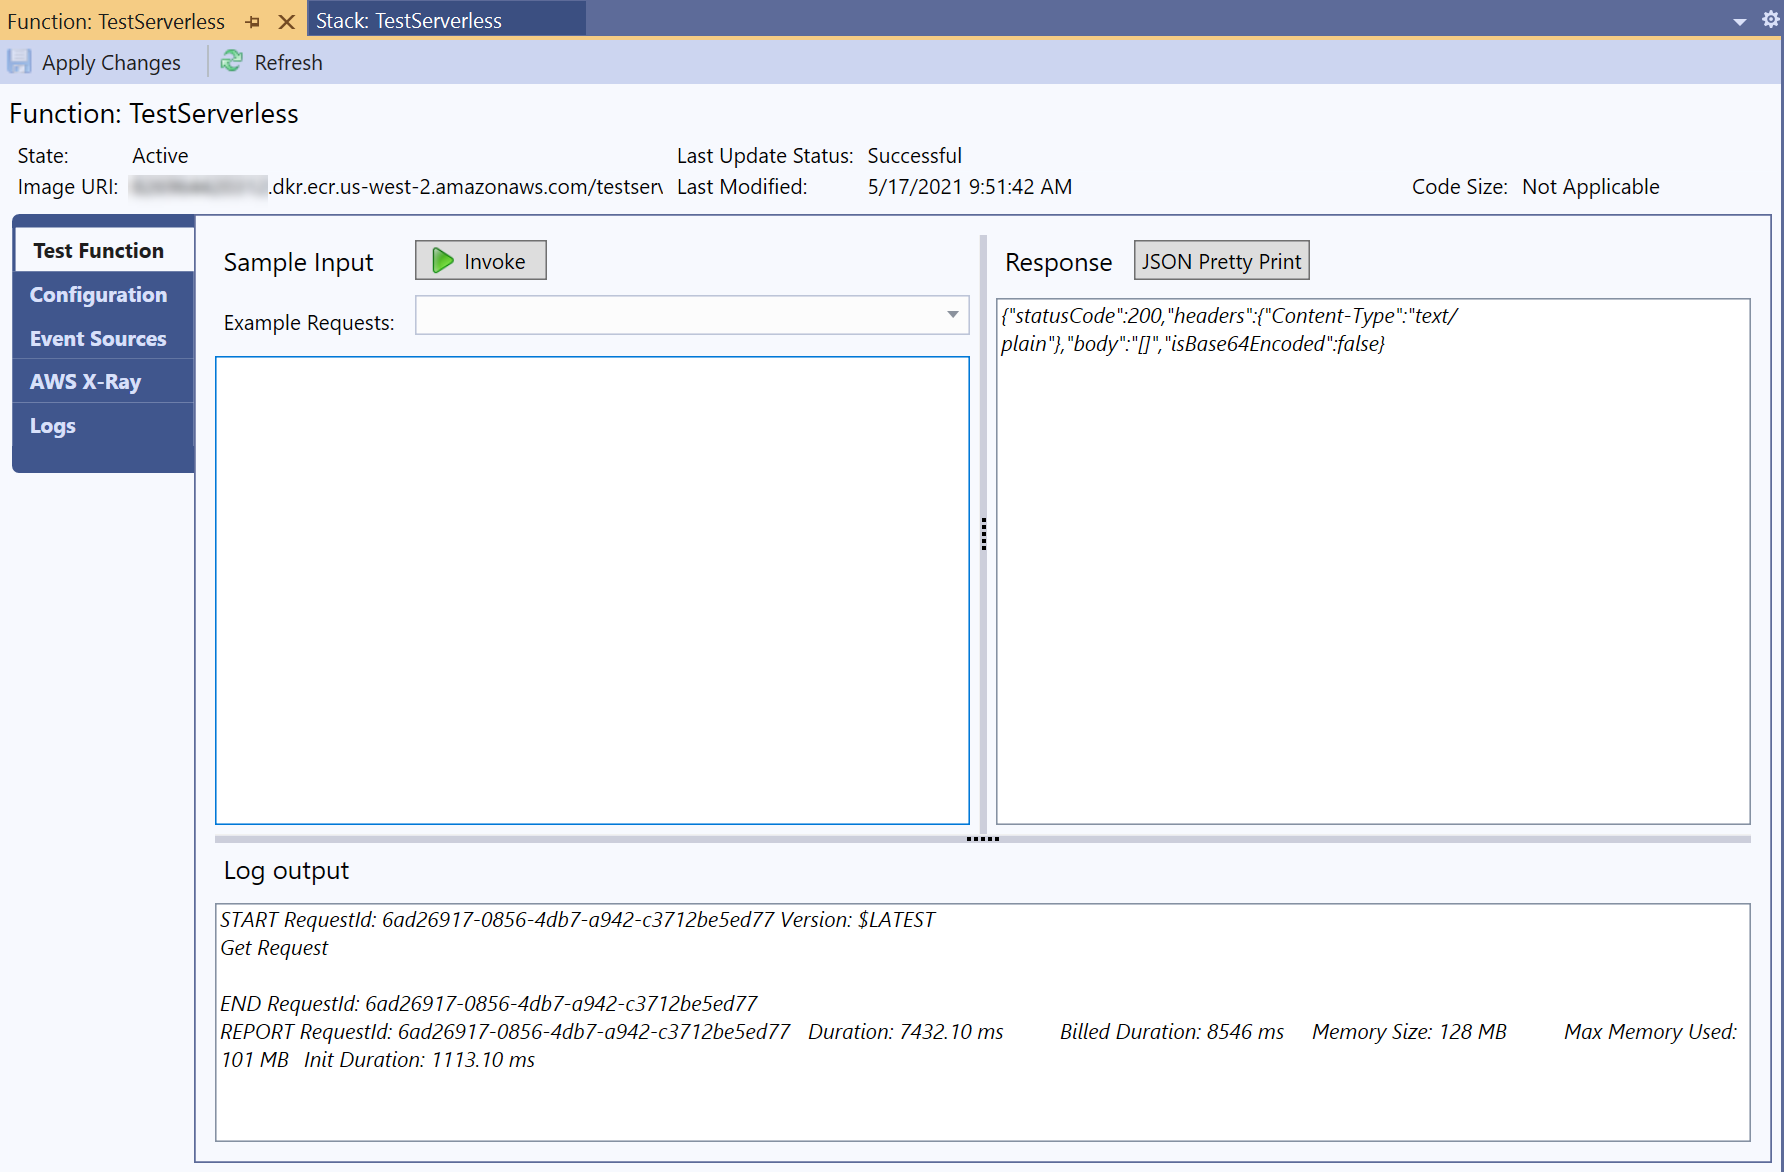 Function: TestServerless
Stack: TestServerless
Apply Changes
Refresh
Function: TestServerless
State: Active
Last Update Status: Successful
Image URI: .dkr.ecr.us-west-2.amazonaws.com/testserv
Last Modified: 5/17/2021 9:51:42 AM
Code Size: Not Applicable
Test Function
Configuration
Event Sources
AWS X-Ray
Logs
Sample Input
Invoke
Example Requests:
Response
JSON Pretty Print
{"statusCode":200,"headers":{"Content-Type":"text/
plain"},"body":"[]","isBase64Encoded":false}
Log output
START RequestId: 6ad26917-0856-4db7-a942-c3712be5ed77 Version: $LATEST
Get Request
END RequestId: 6ad26917-0856-4db7-a942-c3712be5ed77
REPORT RequestId: 6ad26917-0856-4db7-a942-c3712be5ed77 Duration: 7432.10 ms Billed Duration: 8546 ms Memory Size: 128 MB Max Memory Used:
101 MB Init Duration: 1113.10 ms